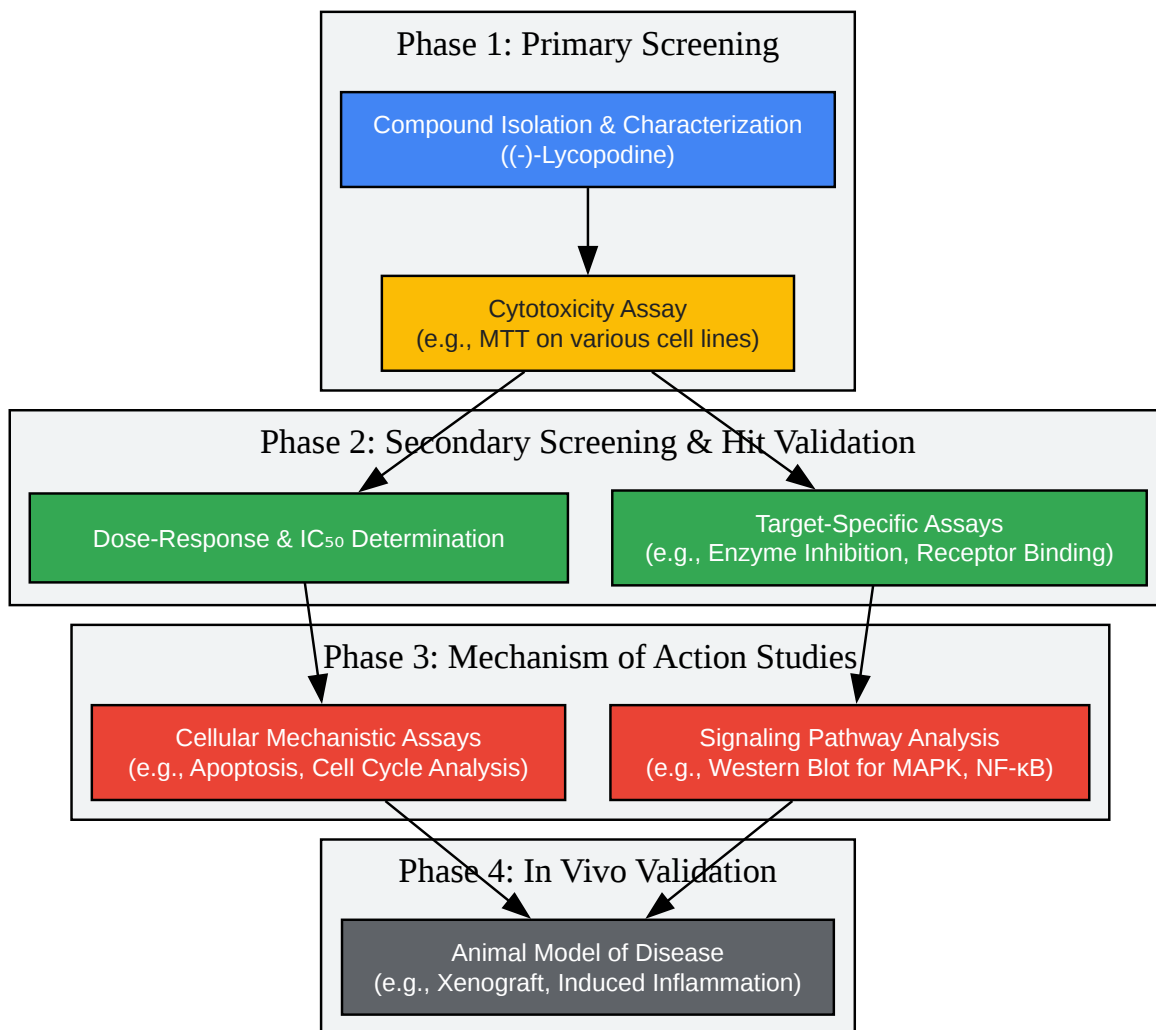 Phase 1: Primary Screening
Compound Isolation & Characterization
((-)-Lycopodine)
Cytotoxicity Assay
(e.g., MTT on various cell lines)
Phase 2: Secondary Screening & Hit Validation
Dose-Response & IC₅₀ Determination
Target-Specific Assays
(e.g., Enzyme Inhibition, Receptor Binding)
Phase 3: Mechanism of Action Studies
Cellular Mechanistic Assays
(e.g., Apoptosis, Cell Cycle Analysis)
Signaling Pathway Analysis
(e.g., Western Blot for MAPK, NF-κB)
Phase 4: In Vivo Validation
Animal Model of Disease
(e.g., Xenograft, Induced Inflammation)